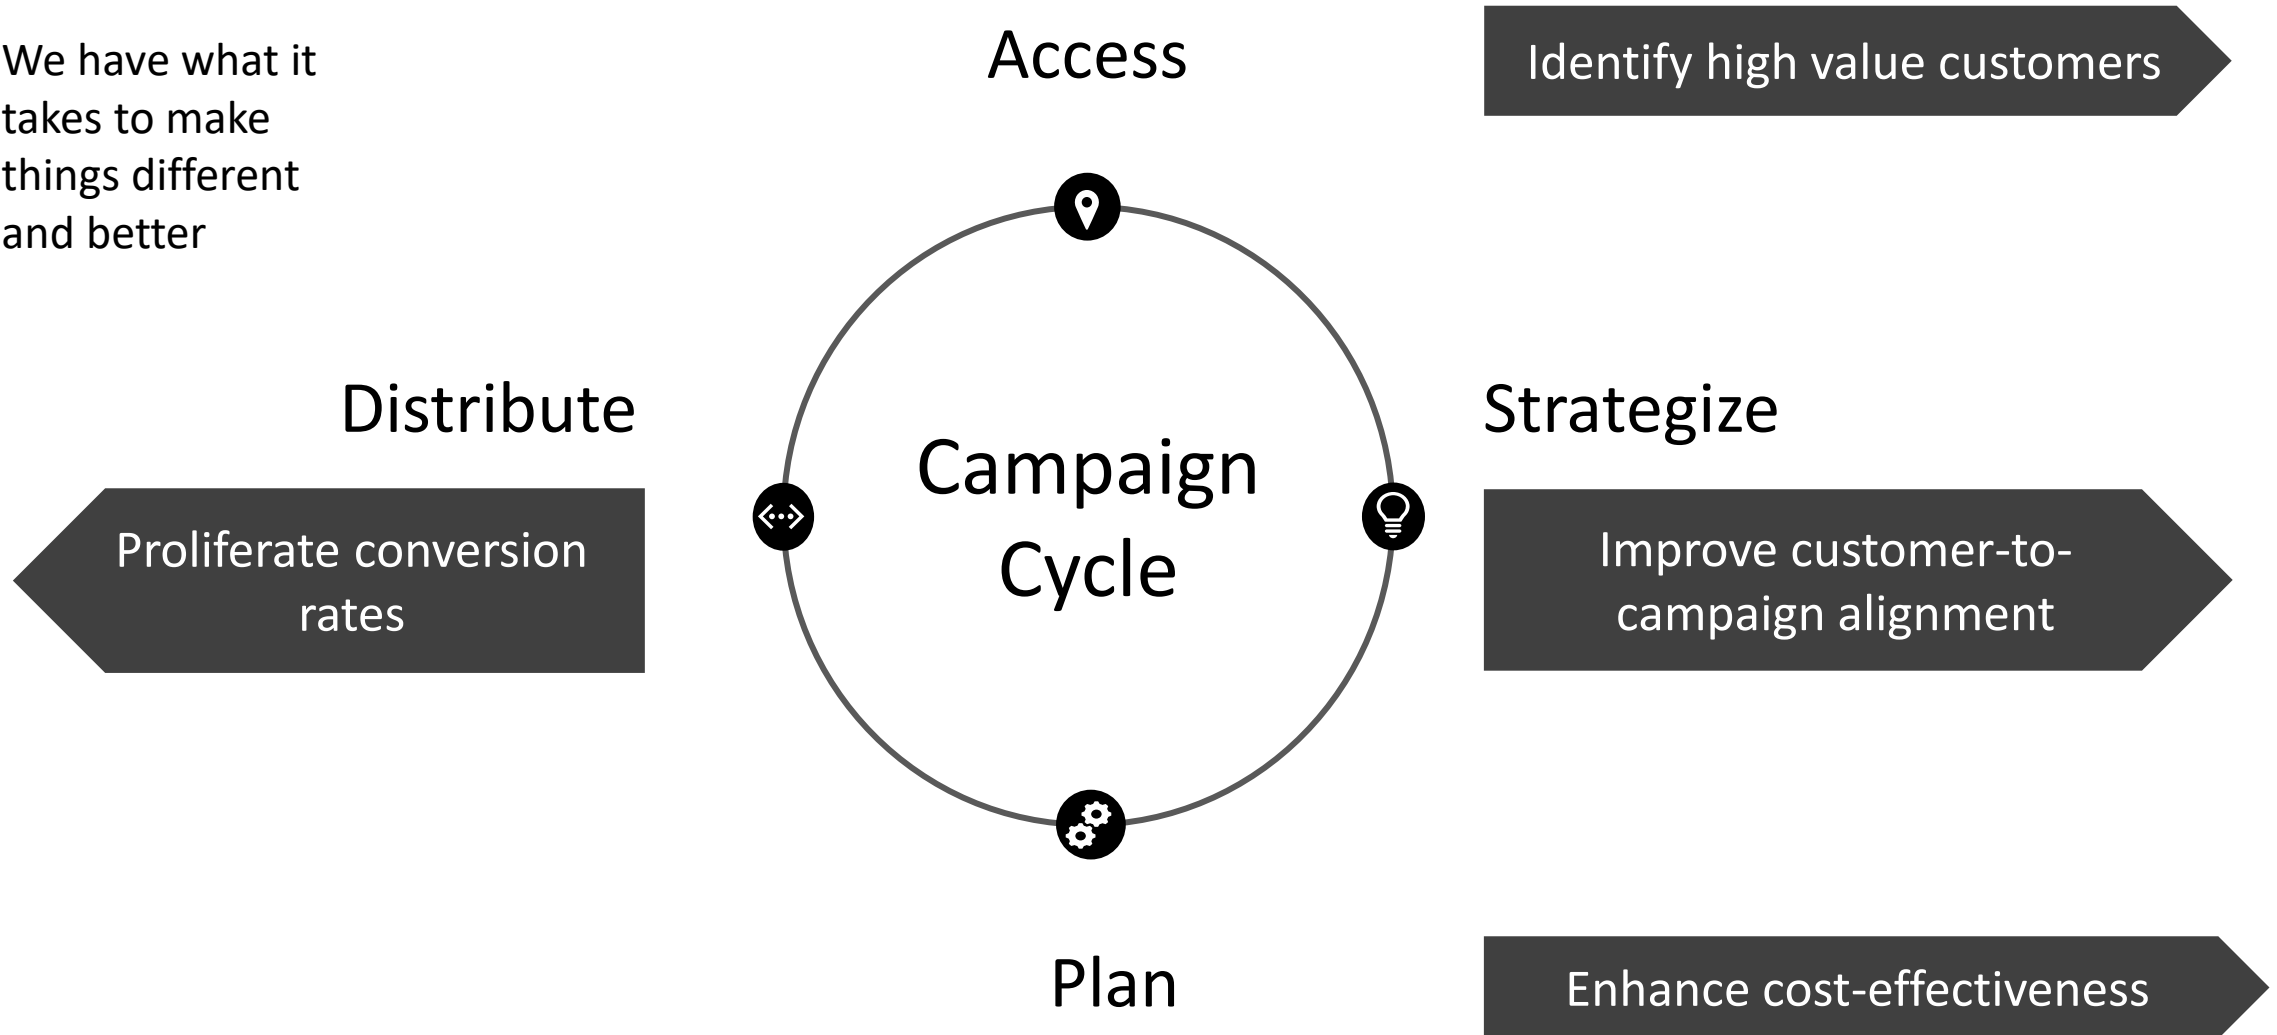 We have what it
takes to make
things different
and better
Access
Identify high value customers
Distribute
Proliferate conversion
rates
Campaign
Cycle
Strategize
Improve customer-to-
campaign alignment
Plan
Enhance cost-effectiveness